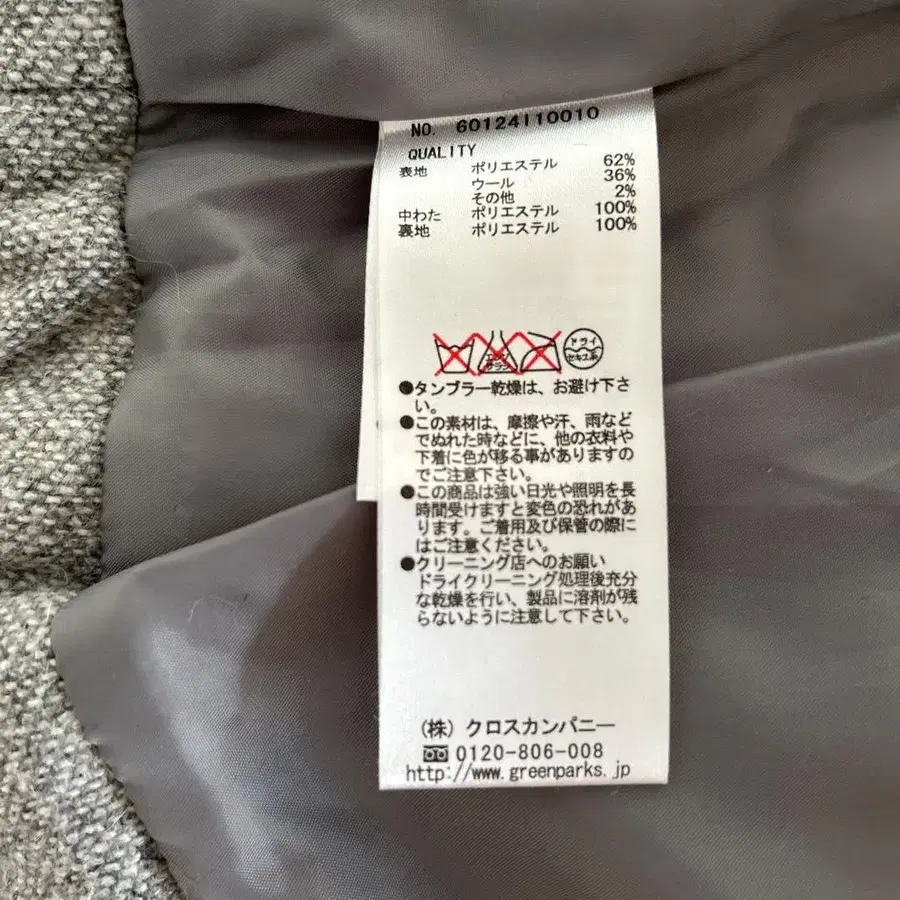 NO. 60124I10010
QUALITY
表地 ポリエステル 62%
ウール 36%
その他 2%
中わた ポリエステル 100%
裏地 ポリエステル 100%
エンソ サラシ ドライ セキユ系
●タンブラー乾燥は、お避け下さ
い。
●この素材は、摩擦や汗、雨など
でぬれた時などに、他の衣料や
下着に色が移る事がありますの
でご注意下さい。
●この商品は強い日光や照明を長
時間受けますと変色の恐れがあ
ります。ご着用及び保管の際に
はご注意ください。
●クリーニング店へのお願い
ドライクリーニング処理後充分
な乾燥を行い、製品に溶剤が残
らないように注意して下さい。
(株) クロスカンパニー
0120-806-008
http://www.greenparks.jp